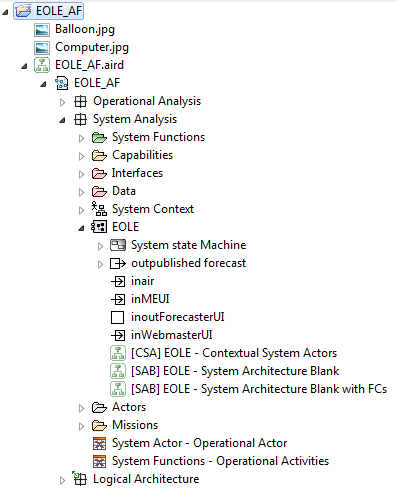 EOLE_AF
Balloon.jpg
Computer.jpg
EOLE_AF.aird
EOLE_AF
Operational Analysis
System Analysis
System Functions
Capabilities
Interfaces
Data
System Context
EOLE
System state Machine
outpublished forecast
inair
inMEUI
inoutForecasterUI
inWebmasterUI
[CSA] EOLE - Contextual System Actors
[SAB] EOLE - System Architecture Blank
[SAB] EOLE - System Architecture Blank with FCs
Actors
Missions
System Actor - Operational Actor
System Functions - Operational Activities
Logical Architecture